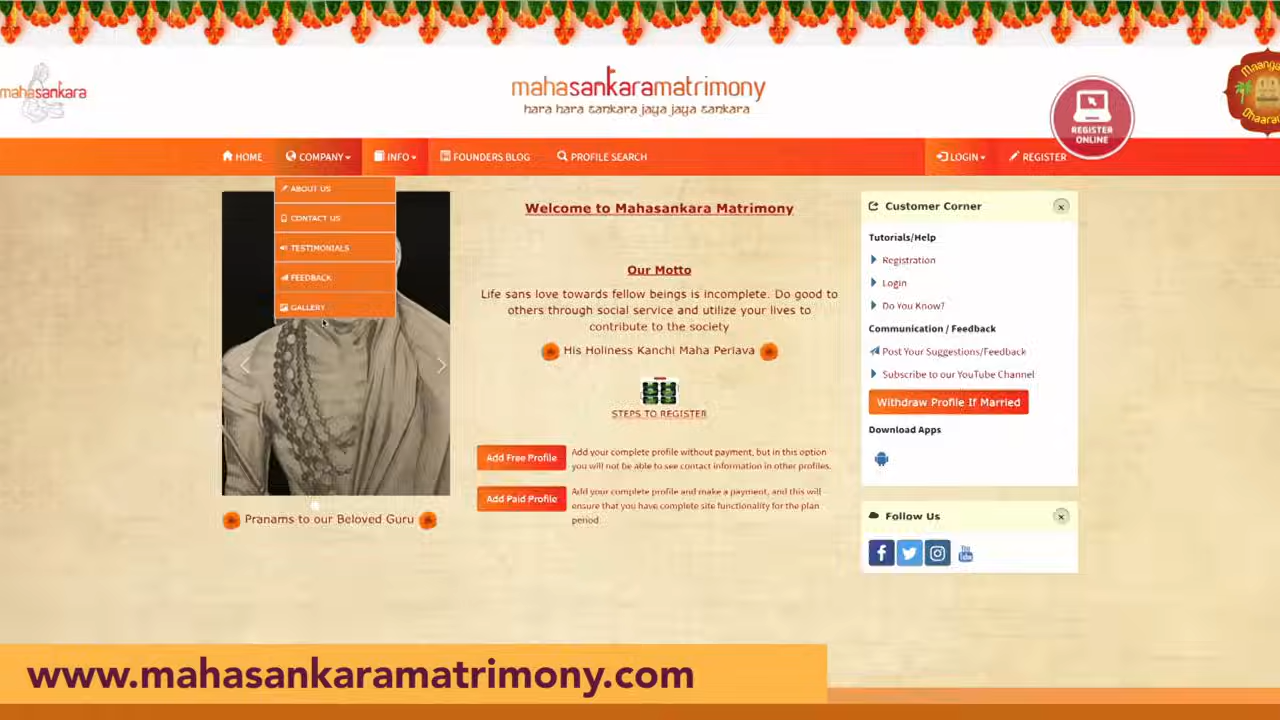 mahasankara
mahasankaramatrimony
hara hara sankara jaya jaya sankara
REGISTER
ONLINE
Maanga
Dhaara
HOME
COMPANY
INFO
FOUNDERS BLOG
PROFILE SEARCH
LOGIN
REGISTER
ABOUT US
CONTACT US
TESTIMONIALS
FEEDBACK
GALLERY
Pranams to our Beloved Guru
Welcome to Mahasankara Matrimony
Our Motto
Life sans love towards fellow beings is incomplete. Do good to
others through social service and utilize your lives to
contribute to the society
His Holiness Kanchi Maha Periava
STEPS TO REGISTER
Add Free Profile
Add your complete profile without payment, but in this option
you will not be able to see contact information in other profiles.
Add Paid Profile
Add your complete profile and make a payment, and this will
ensure that you have complete site functionality for the plan
period.
Customer Corner
Tutorials/Help
Registration
Login
Do You Know?
Communication / Feedback
Post Your Suggestions/Feedback
Subscribe to our YouTube Channel
Withdraw Profile If Married
Download Apps
Follow Us
You
Tube
www.mahasankaramatrimony.com